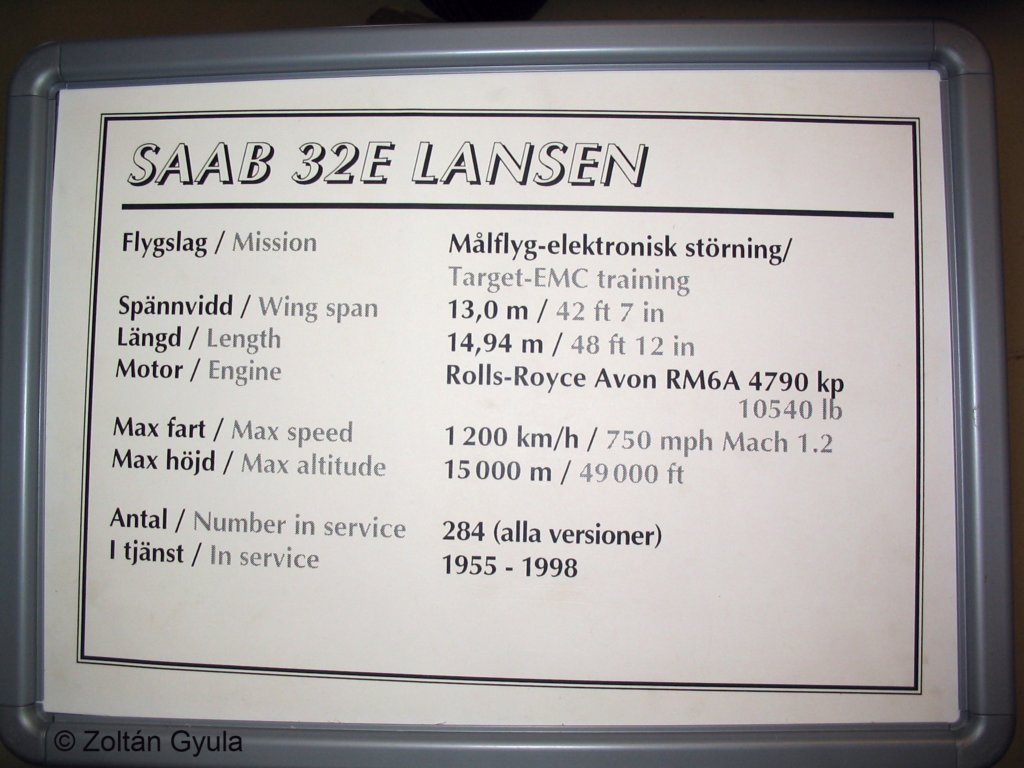 SAAB 32E LANSEN
Flygslag / Mission Målflyg-elektronisk störning/
Target-EMC training
Spännvidd / Wing span 13,0 m / 42 ft 7 in
Längd / Length 14,94 m / 48 ft 12 in
Motor / Engine Rolls-Royce Avon RM6A 4790 kp
10540 lb
Max fart / Max speed 1 200 km/h / 750 mph Mach 1.2
Max höjd / Max altitude 15 000 m / 49 000 ft
Antal / Number in service 284 (alla versioner)
I tjänst / In service 1955 - 1998
© Zoltán Gyula